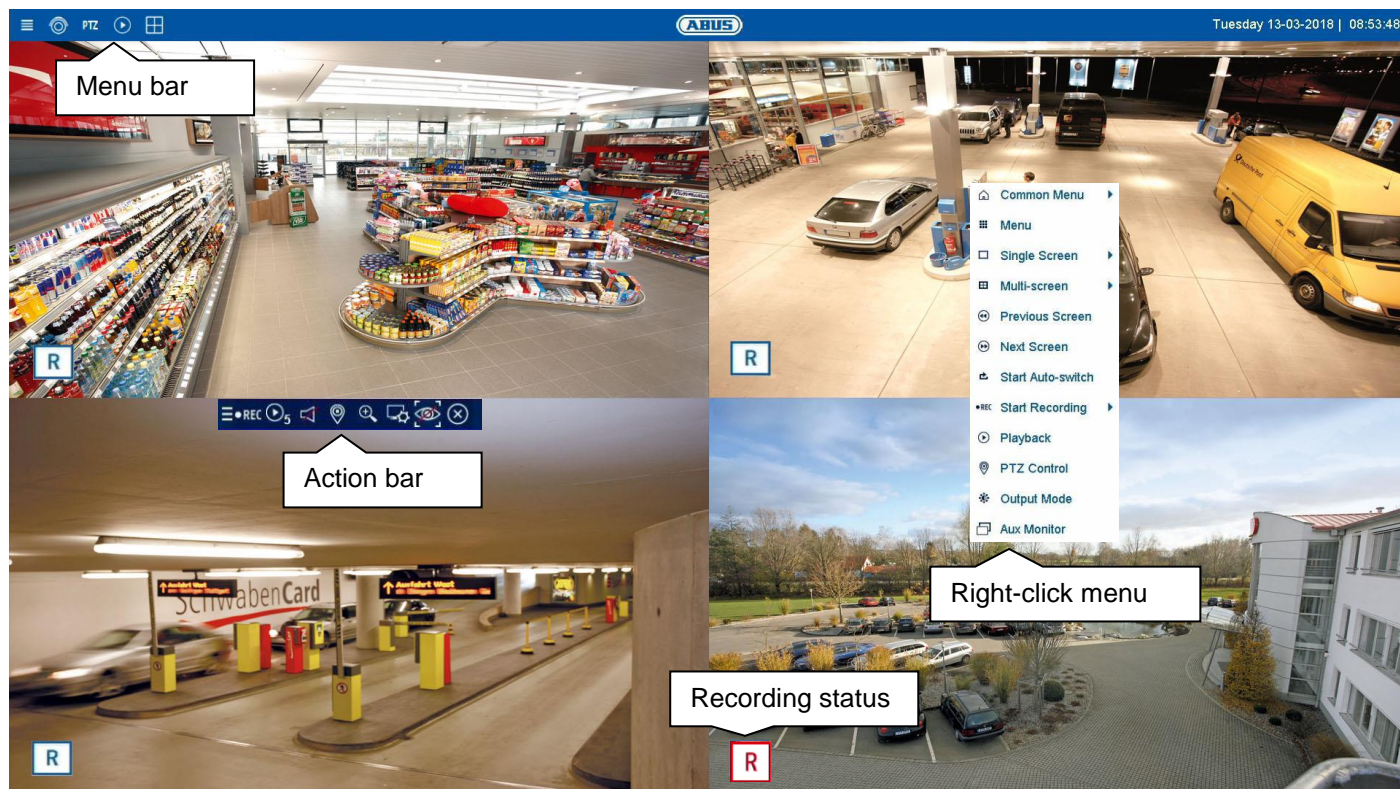 PTZ
ABUS
Tuesday 13-03-2018 | 08:53:48
Menu bar
Common Menu
Menu
Single Screen
Multi-screen
Previous Screen
Next Screen
Start Auto-switch
REC Start Recording
Playback
PTZ Control
Output Mode
Aux Monitor
R
R
REC 5
Action bar
Right-click menu
Ausfahrt West
Ausfahrt West
SchwabenCard
Recording status
R
R